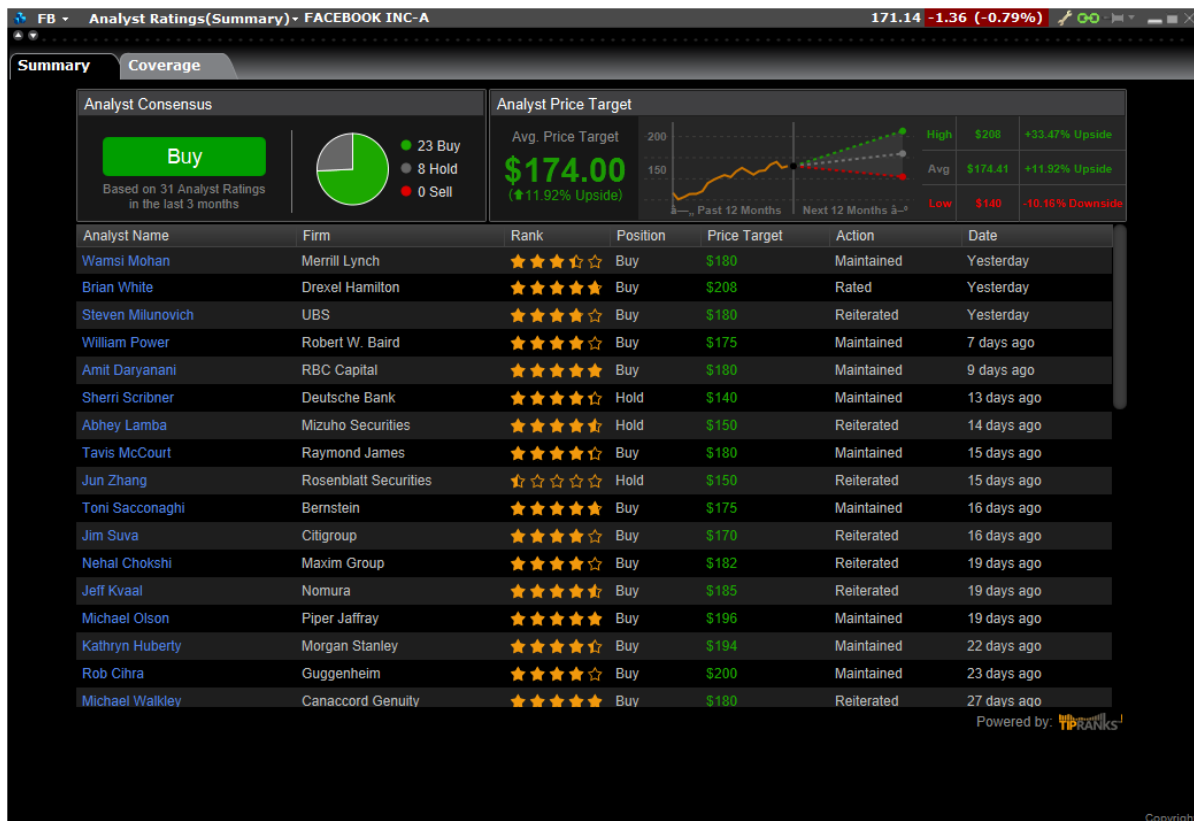 FB Analyst Ratings(Summary) FACEBOOK INC-A 171.14 -1.36 (-0.79%)
Summary Coverage
Analyst Consensus
Buy
Based on 31 Analyst Ratings
in the last 3 months
23 Buy
8 Hold
0 Sell
Analyst Price Target
Avg. Price Target
$174.00
(⬆11.92% Upside)
200
150
â—„ Past 12 Months Next 12 Months â–º
High $208 +33.47% Upside
Avg $174.41 +11.92% Upside
Low $140 -10.16% Downside
Analyst Name Firm Rank Position Price Target Action Date
Wamsi Mohan Merrill Lynch Buy $180 Maintained Yesterday
Brian White Drexel Hamilton Buy $208 Rated Yesterday
Steven Milunovich UBS Buy $180 Reiterated Yesterday
William Power Robert W. Baird Buy $175 Maintained 7 days ago
Amit Daryanani RBC Capital Buy $180 Maintained 9 days ago
Sherri Scribner Deutsche Bank Hold $140 Maintained 13 days ago
Abhey Lamba Mizuho Securities Hold $150 Reiterated 14 days ago
Tavis McCourt Raymond James Buy $180 Maintained 15 days ago
Jun Zhang Rosenblatt Securities Hold $150 Reiterated 15 days ago
Toni Sacconaghi Bernstein Buy $175 Maintained 16 days ago
Jim Suva Citigroup Buy $170 Reiterated 16 days ago
Nehal Chokshi Maxim Group Buy $182 Reiterated 19 days ago
Jeff Kvaal Nomura Buy $185 Reiterated 19 days ago
Michael Olson Piper Jaffray Buy $196 Maintained 19 days ago
Kathryn Huberty Morgan Stanley Buy $194 Maintained 22 days ago
Rob Cihra Guggenheim Buy $200 Maintained 23 days ago
Michael Walkley Canaccord Genuity Buy $180 Reiterated 27 days ago
Powered by: TIPRANKS
Copyright